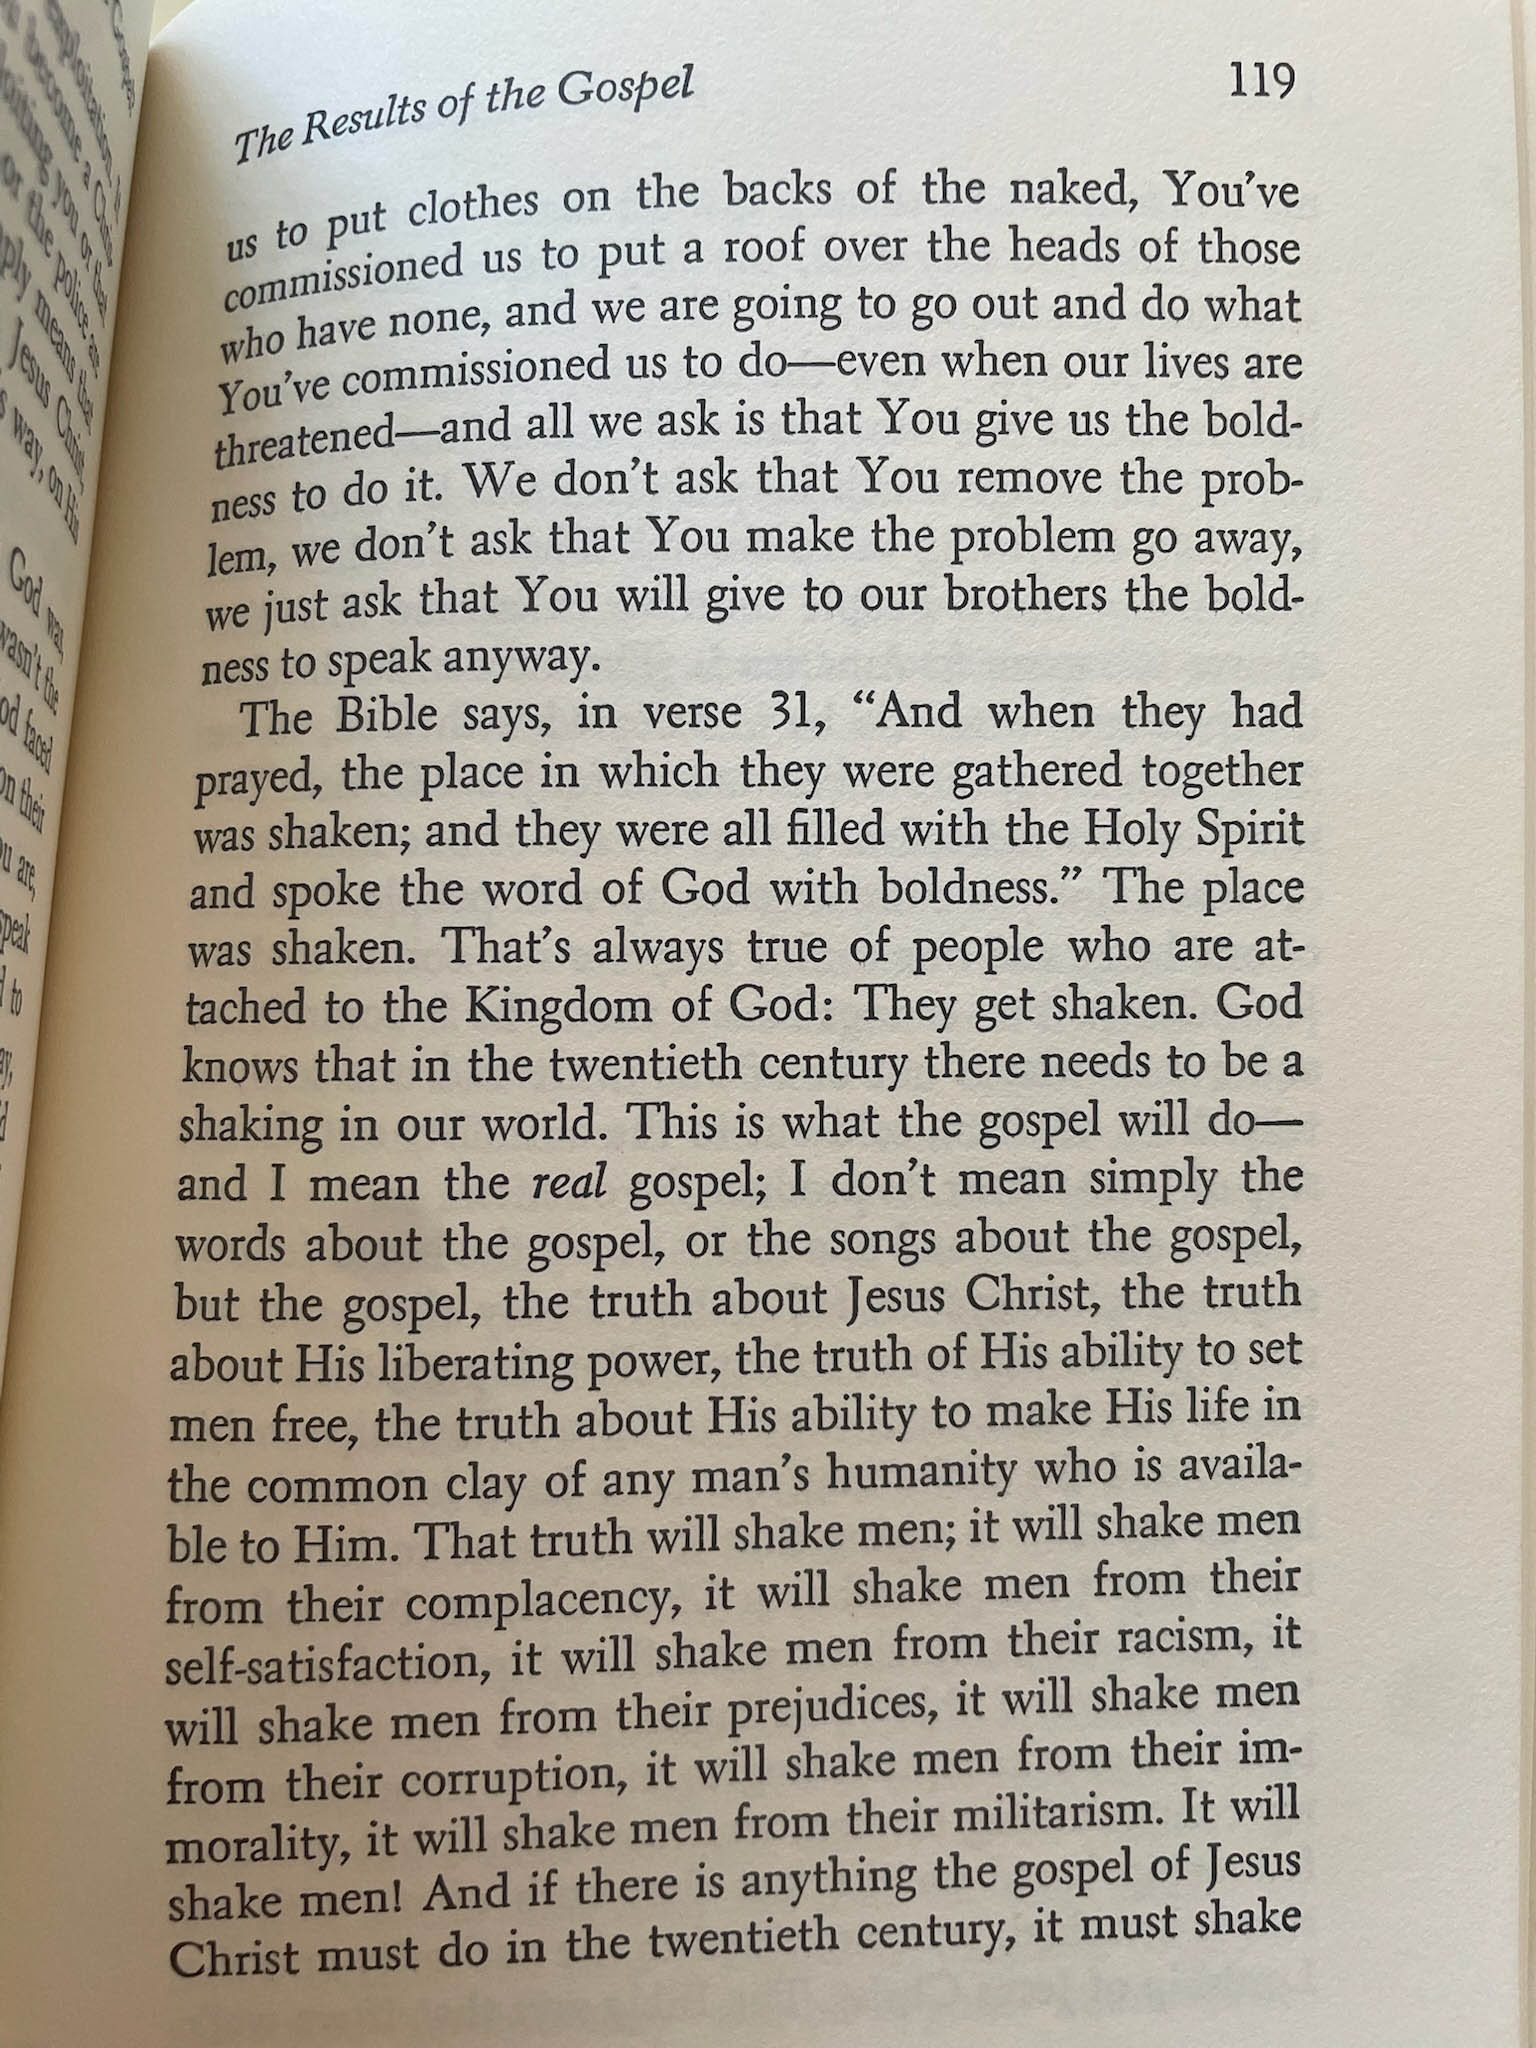 The Results of the Gospel 119
us to put clothes on the backs of the naked, You've
commissioned us to put a roof over the heads of those
who have none, and we are going to go out and do what
You've commissioned us to do—even when our lives are
threatened—and all we ask is that You give us the bold-
ness to do it. We don't ask that You remove the prob-
lem, we don't ask that You make the problem go away,
we just ask that You will give to our brothers the bold-
ness to speak anyway.
The Bible says, in verse 31, “And when they had
prayed, the place in which they were gathered together
was shaken; and they were all filled with the Holy Spirit
and spoke the word of God with boldness.” The place
was shaken. That's always true of people who are at-
tached to the Kingdom of God: They get shaken. God
knows that in the twentieth century there needs to be a
shaking in our world. This is what the gospel will do—
and I mean the real gospel; I don't mean simply the
words about the gospel, or the songs about the gospel,
but the gospel, the truth about Jesus Christ, the truth
about His liberating power, the truth of His ability to set
men free, the truth about His ability to make His life in
the common clay of any man's humanity who is availa-
ble to Him. That truth will shake men; it will shake men
from their complacency, it will shake men from their
self-satisfaction, it will shake men from their racism, it
will shake men from their prejudices, it will shake men
from their corruption, it will shake men from their im-
morality, it will shake men from their militarism. It will
shake men! And if there is anything the gospel of Jesus
Christ must do in the twentieth century, it must shake